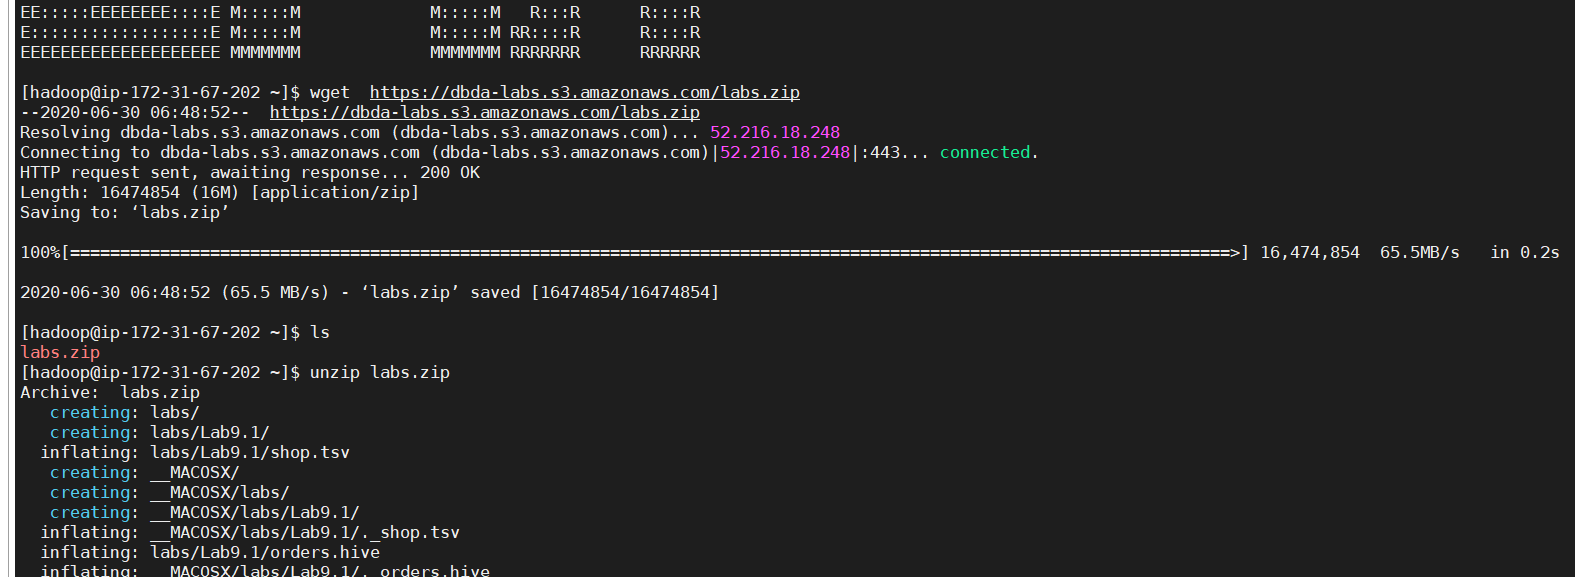 EE:::::EEEEEEEE::::E M:::::M             M:::::M   R:::R      R::::R
E::::::::::::::::::E M:::::M             M:::::M RR::::R      R::::R
EEEEEEEEEEEEEEEEEEEE MMMMMMM             MMMMMMM RRRRRRR      RRRRRR
[hadoop@ip-172-31-67-202 ~]$ wget  https://dbda-labs.s3.amazonaws.com/labs.zip
--2020-06-30 06:48:52--  https://dbda-labs.s3.amazonaws.com/labs.zip
Resolving dbda-labs.s3.amazonaws.com (dbda-labs.s3.amazonaws.com)... 52.216.18.248
Connecting to dbda-labs.s3.amazonaws.com (dbda-labs.s3.amazonaws.com)|52.216.18.248|:443... connected.
HTTP request sent, awaiting response... 200 OK
Length: 16474854 (16M) [application/zip]
Saving to: ‘labs.zip’
100%[====================================================================================================================>] 16,474,854  65.5MB/s   in 0.2s
2020-06-30 06:48:52 (65.5 MB/s) - ‘labs.zip’ saved [16474854/16474854]
[hadoop@ip-172-31-67-202 ~]$ ls
labs.zip
[hadoop@ip-172-31-67-202 ~]$ unzip labs.zip
Archive:  labs.zip
   creating: labs/
   creating: labs/Lab9.1/
  inflating: labs/Lab9.1/shop.tsv
   creating: __MACOSX/
   creating: __MACOSX/labs/
   creating: __MACOSX/labs/Lab9.1/
  inflating: __MACOSX/labs/Lab9.1/._shop.tsv
  inflating: labs/Lab9.1/orders.hive
  inflating: __MACOSX/labs/Lab9.1/._orders.hive